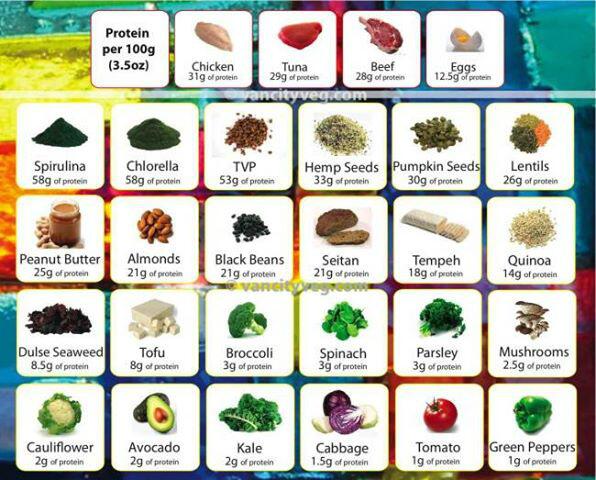 Protein
per 100g
(3.5oz)
Chicken
31g of protein
Tuna
29g of protein
Beef
28g of protein
Eggs
12.5g of protein
© vancityveg.com
Spirulina
58g of protein
Chlorella
58g of protein
TVP
53g of protein
Hemp Seeds
33g of protein
Pumpkin Seeds
30g of protein
Lentils
26g of protein
Peanut Butter
25g of protein
Almonds
21g of protein
Black Beans
21g of protein
Seitan
21g of protein
Tempeh
18g of protein
Quinoa
14g of protein
© vancityveg.com
Dulse Seaweed
8.5g of protein
Tofu
8g of protein
Broccoli
3g of protein
Spinach
3g of protein
Parsley
3g of protein
Mushrooms
2.5g of protein
Cauliflower
2g of protein
Avocado
2g of protein
Kale
2g of protein
Cabbage
1.5g of protein
Tomato
1g of protein
Green Peppers
1g of protein